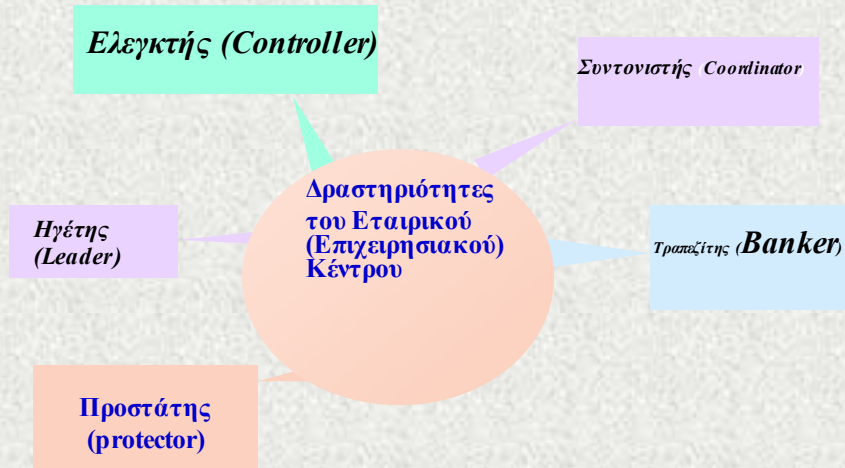 Ελεγκτής (Controller)
Συντονιστής (Coordinator)
Δραστηριότητες
του Εταιρικού
(Επιχειρησιακού)
Κέντρου
Ηγέτης
(Leader)
Τραπεζίτης (Banker)
Προστάτης
(protector)